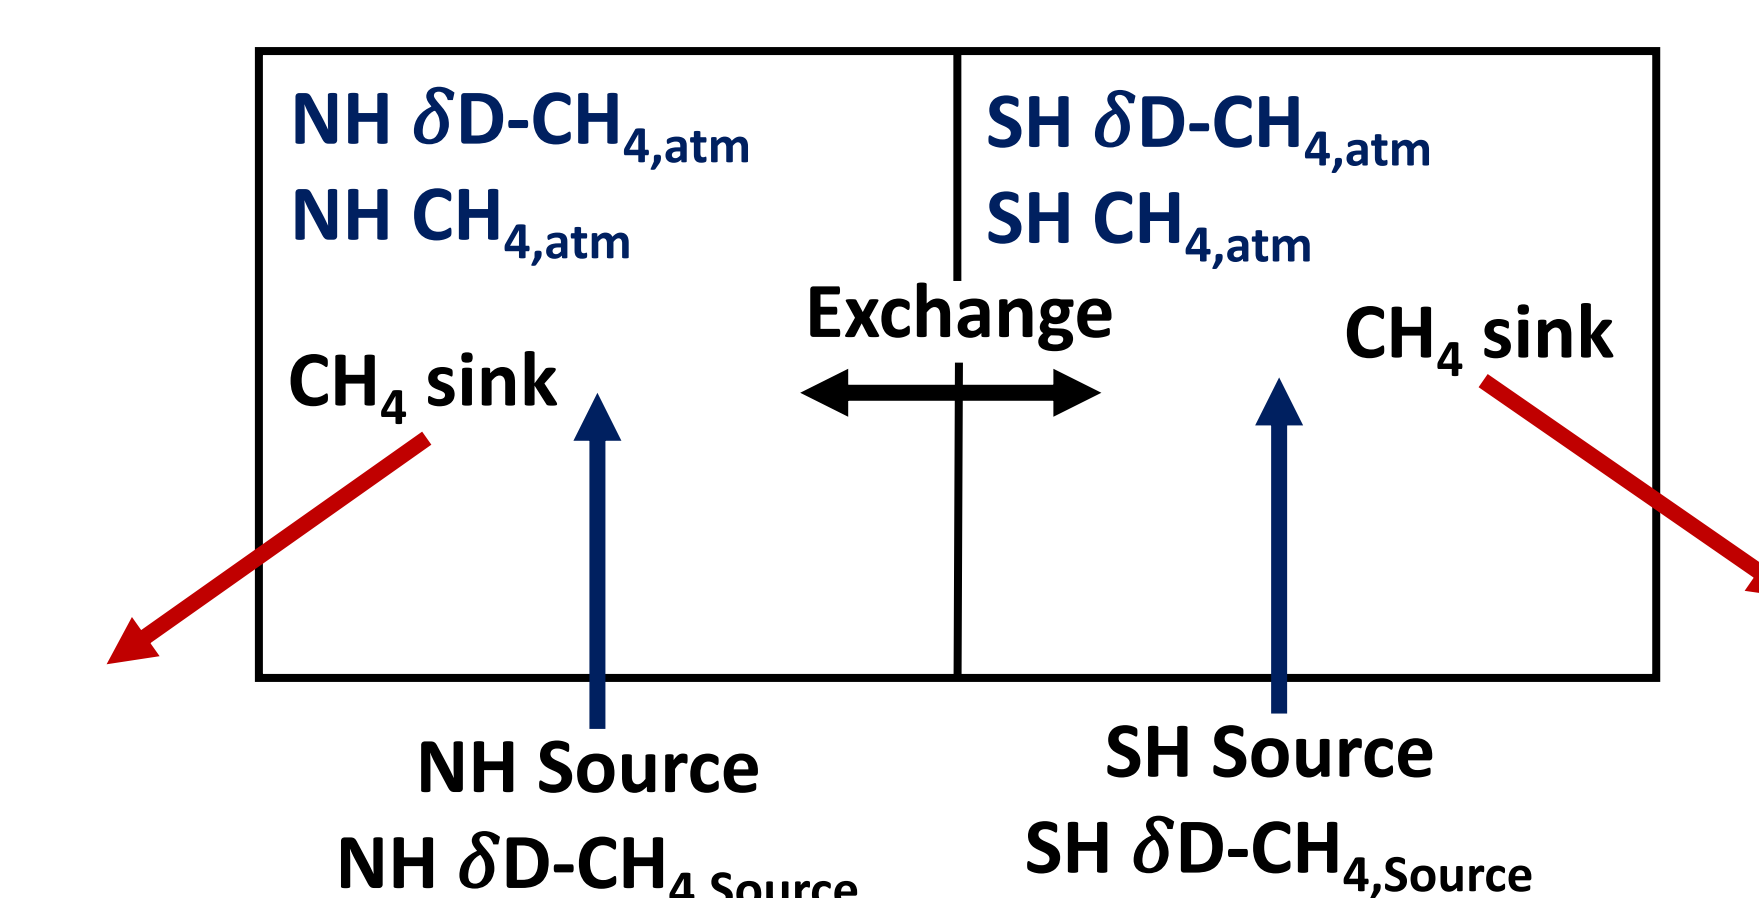 NH δD-CH4,atm
NH CH4,atm
SH δD-CH4,atm
SH CH4,atm
Exchange
CH4 sink
CH4 sink
NH Source
NH δD-CH4,Source
SH Source
SH δD-CH4,Source